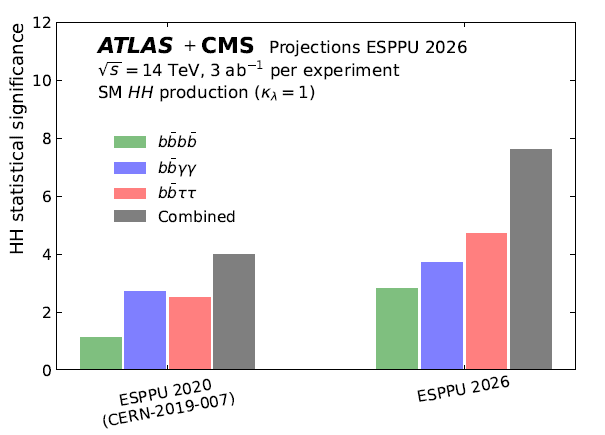 12
10
8
6
4
2
0
HH statistical significance
ATLAS +CMS Projections ESPPU 2026
√s = 14 TeV, 3 ab⁻¹ per experiment
SM HH production (κλ = 1)
bb̄bb̄
bb̄γγ
bb̄ττ
Combined
ESPPU 2020
(CERN-2019-007)
ESPPU 2026